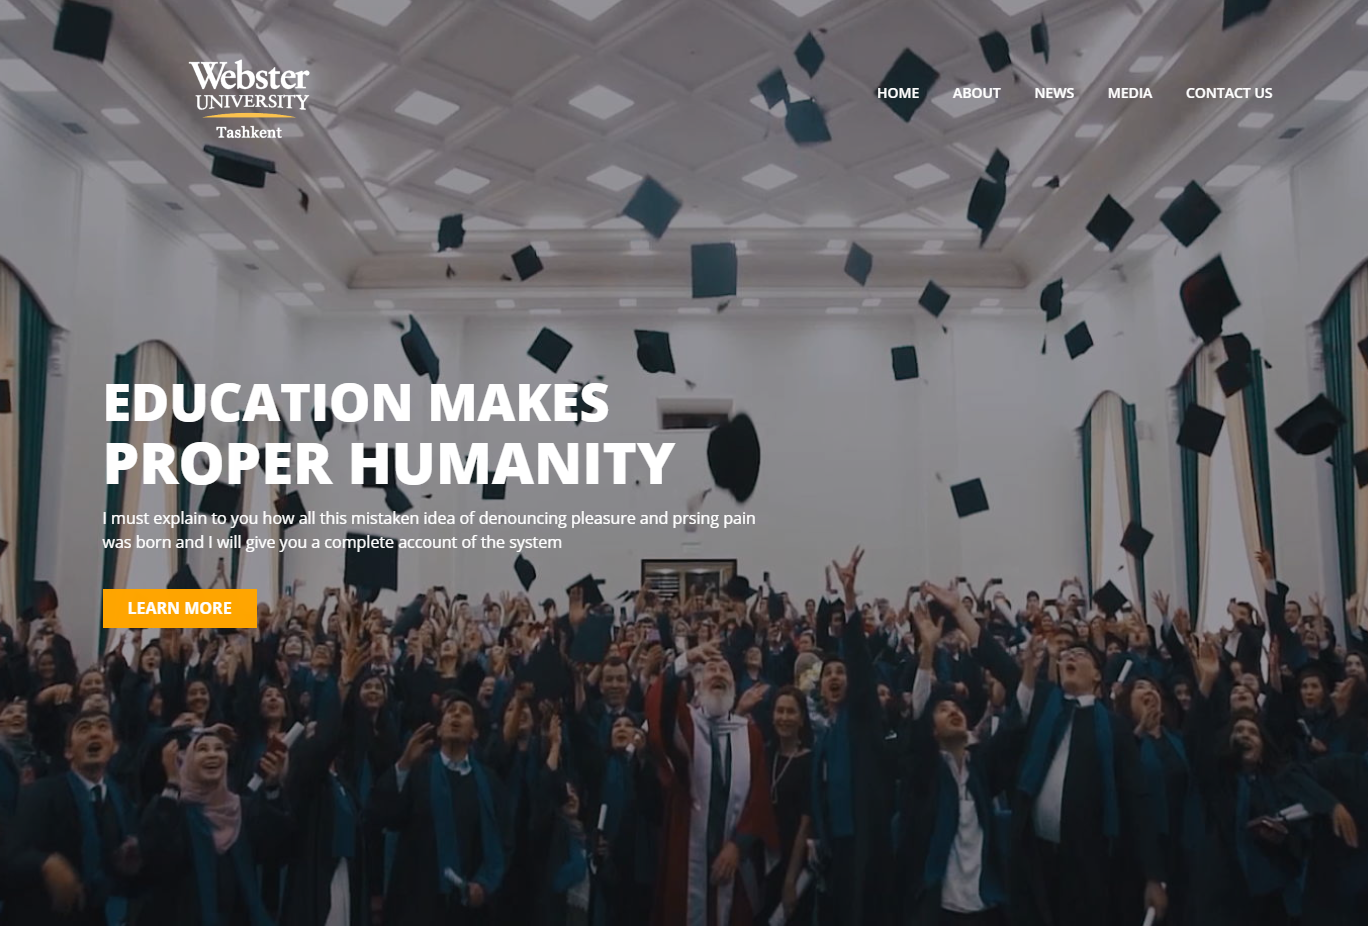 Webster
UNIVERSITY
Tashkent
HOME ABOUT NEWS MEDIA CONTACT US
EDUCATION MAKES
PROPER HUMANITY
I must explain to you how all this mistaken idea of denouncing pleasure and prsing pain
was born and I will give you a complete account of the system
LEARN MORE